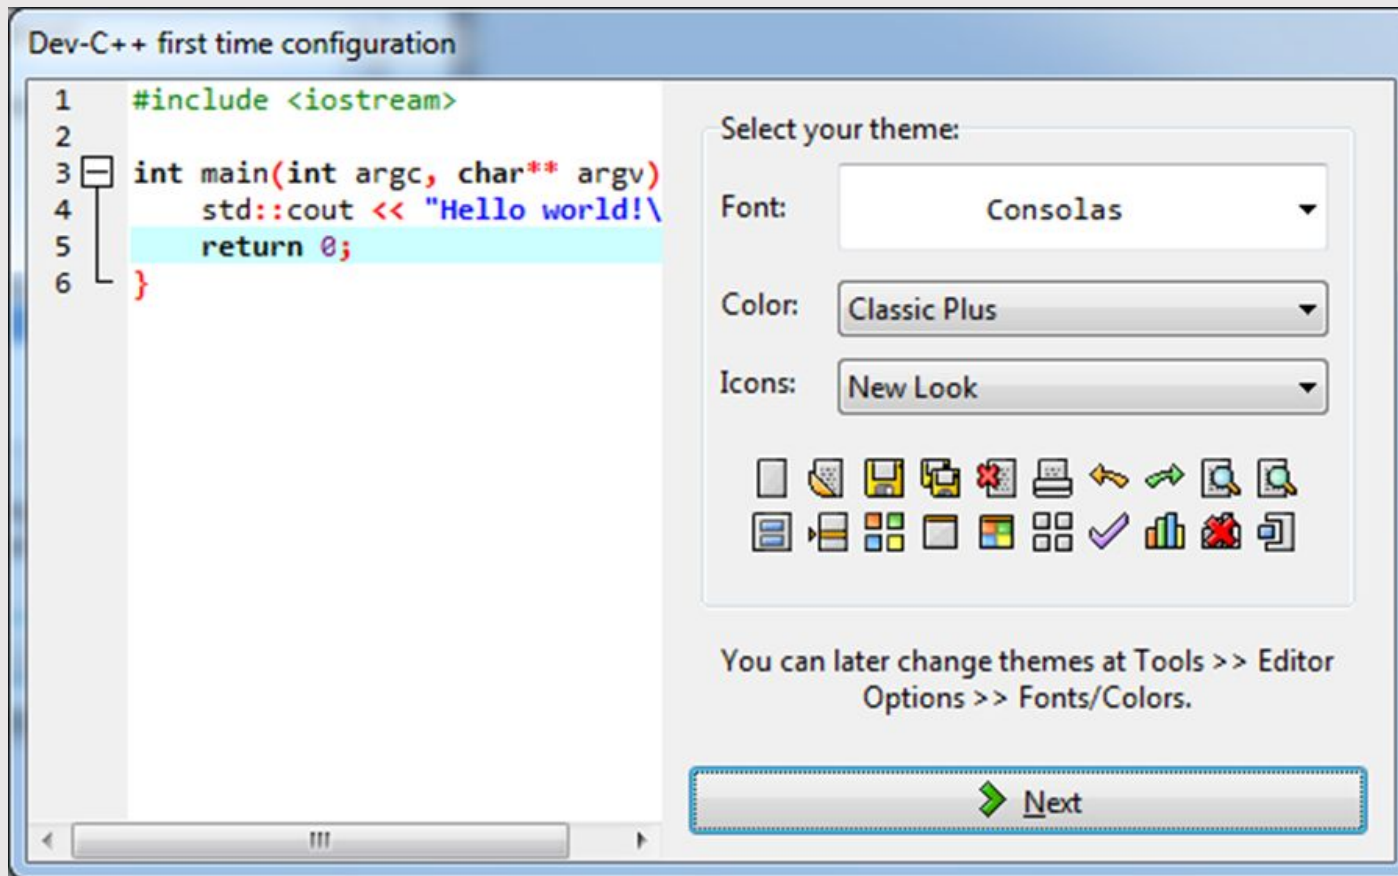 Dev-C++ first time configuration
1 #include <iostream>
2
3 int main(int argc, char** argv)
4 std::cout << "Hello world!\
5 return 0;
6 }
Select your theme:
Font: Consolas
Color: Classic Plus
Icons: New Look
You can later change themes at Tools >> Editor
Options >> Fonts/Colors.
Next